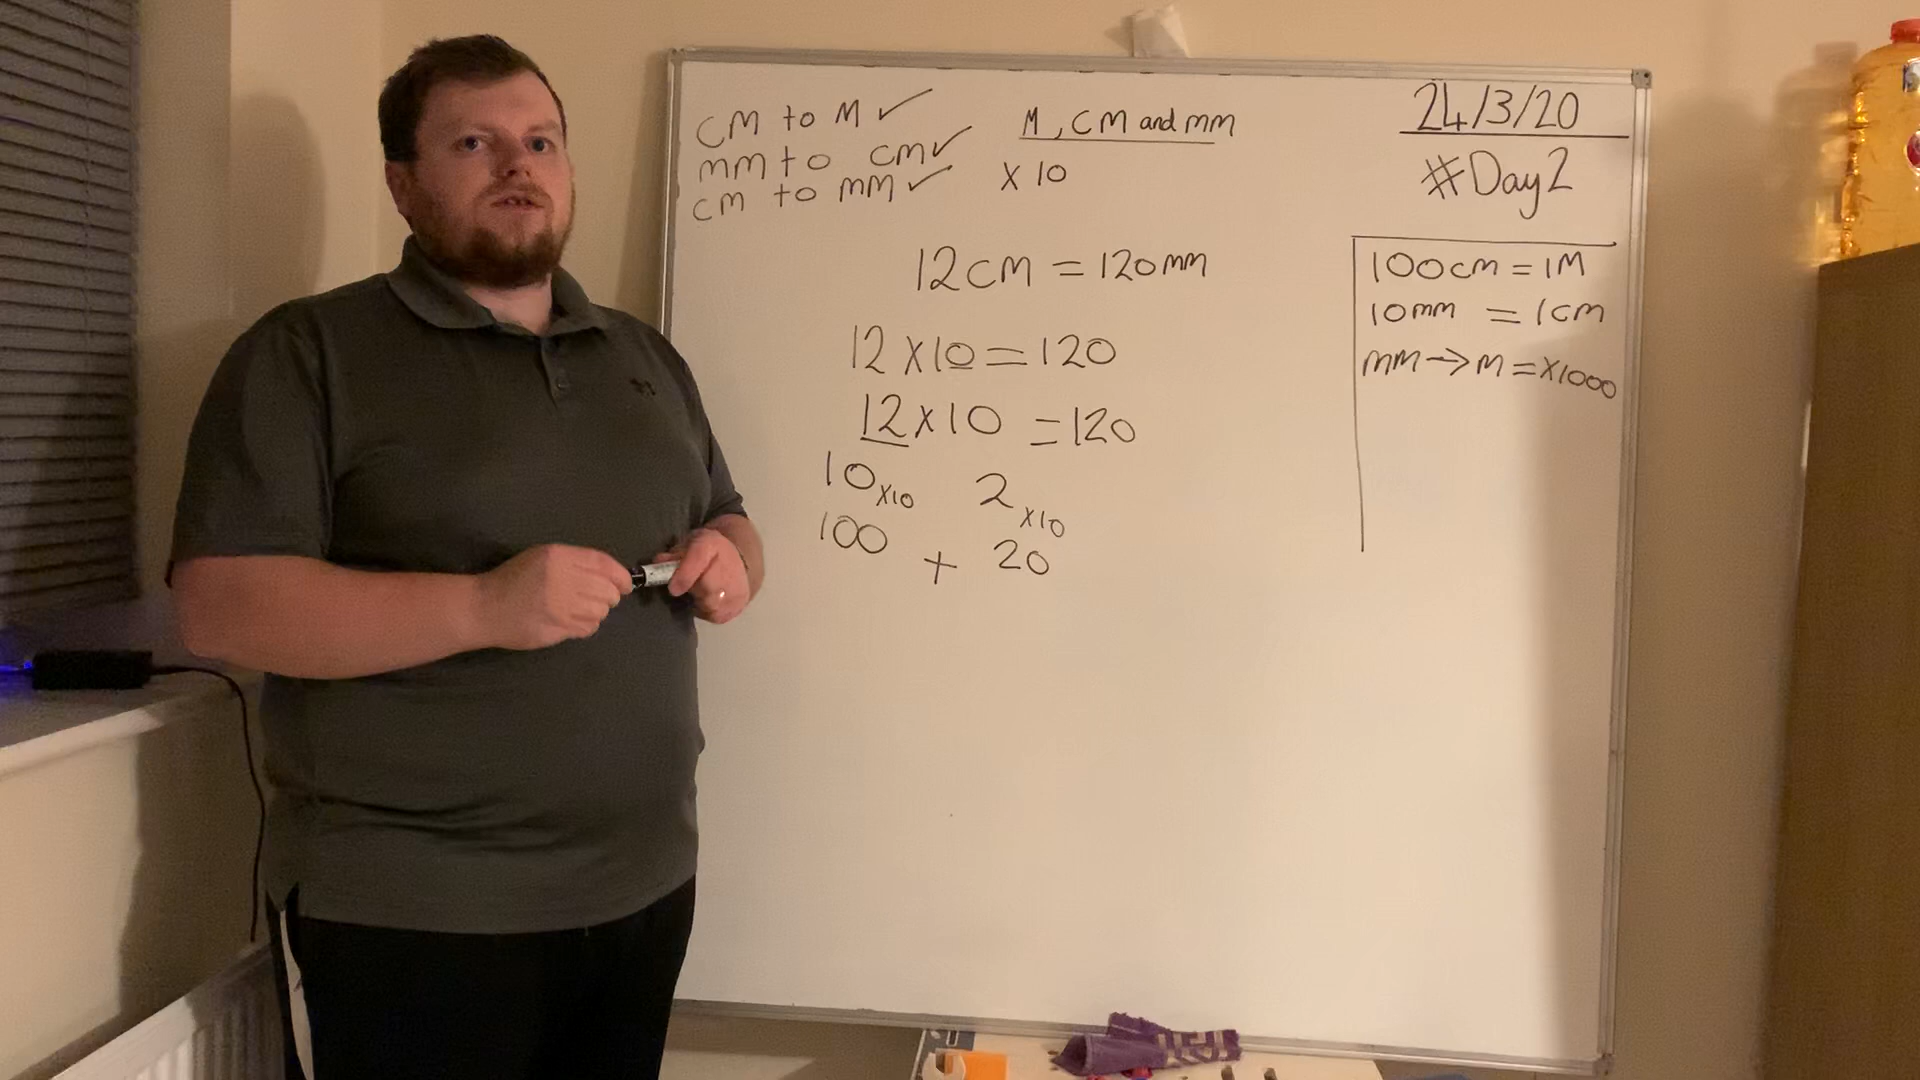 cm to M ✓
mm to cm ✓
cm to mm ✓
M, CM and mm
x 10
12cm = 120mm
12 x 10 = 120
12 x 10 = 120
10 x10 2 x10
100 + 20
24/3/20
#Day2
100cm = 1M
10mm = 1cm
mm → M = x1000